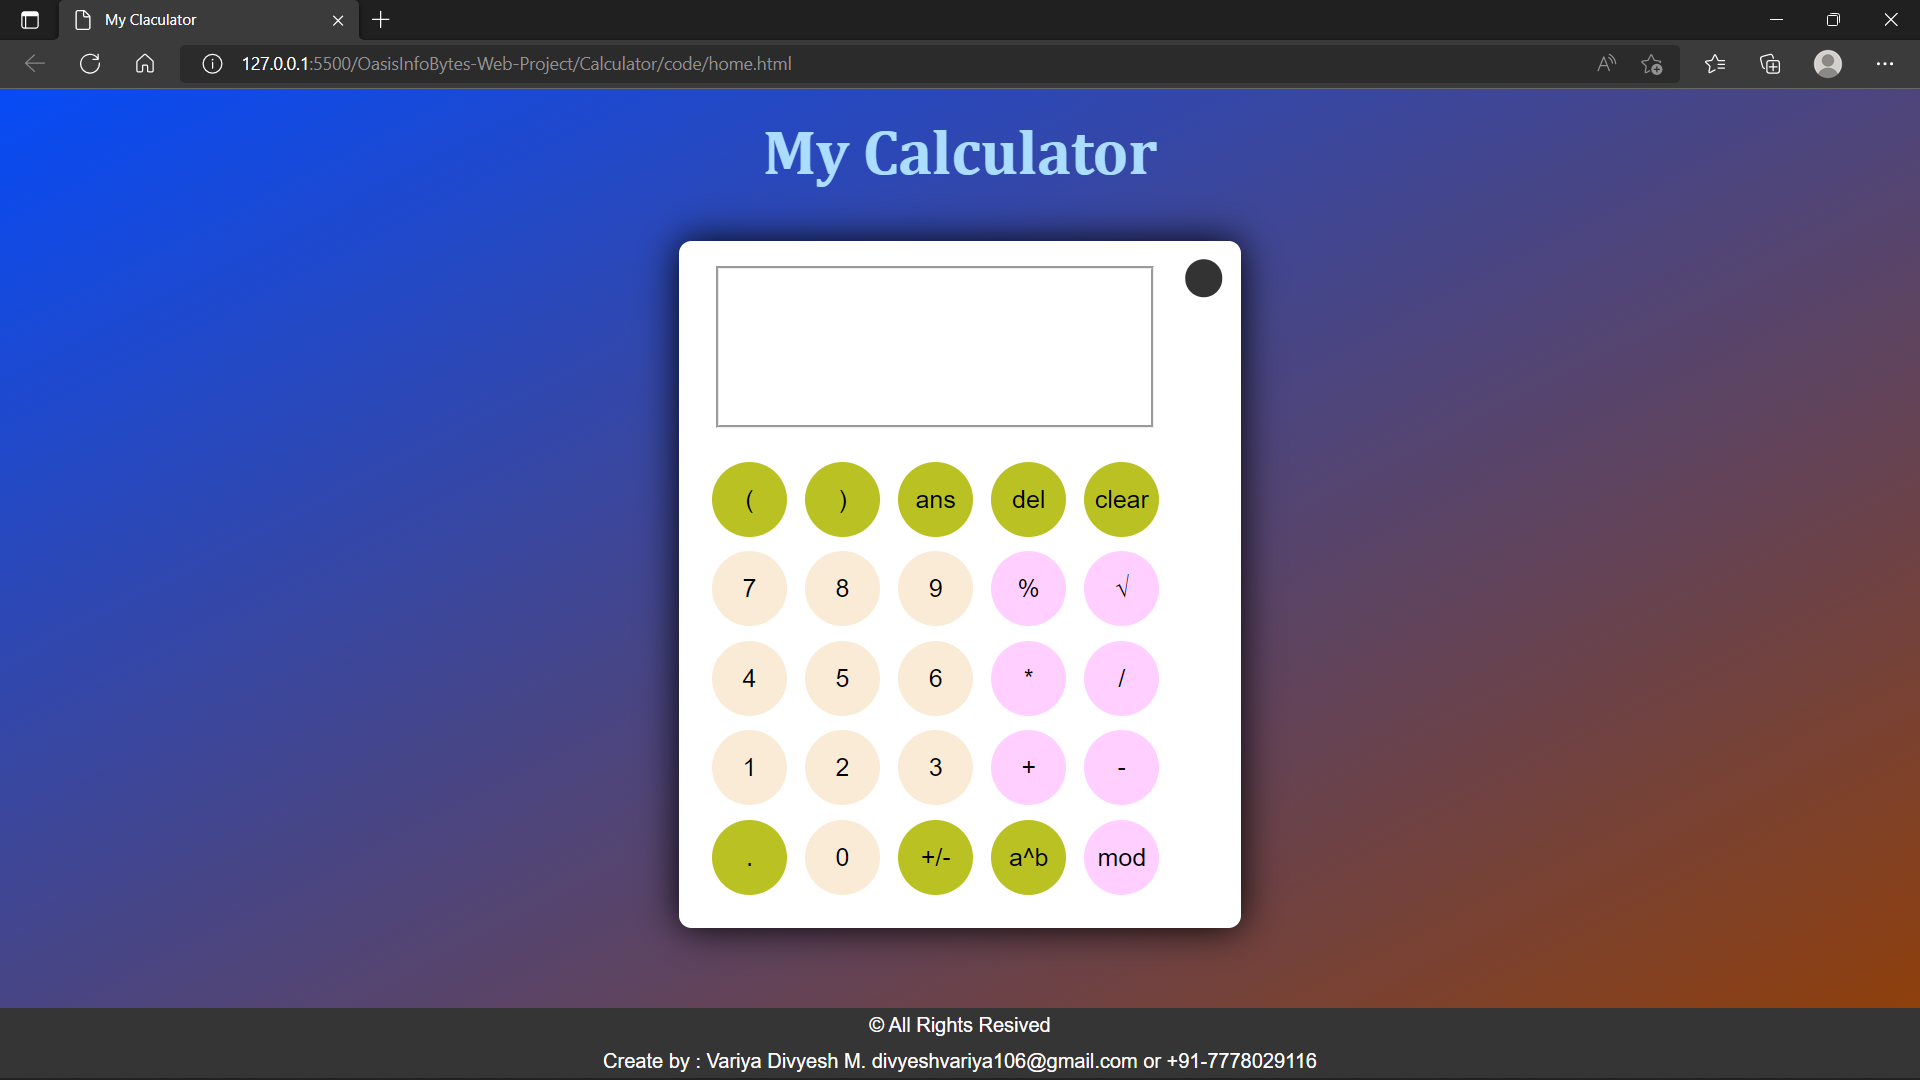 My Claculator
127.0.0.1:5500/OasisInfoBytes-Web-Project/Calculator/code/home.html
My Calculator
( ) ans del clear
7 8 9 % √
4 5 6 * /
1 2 3 + -
. 0 +/- a^b mod
© All Rights Resived
Create by : Variya Divyesh M. divyeshvariya106@gmail.com or +91-7778029116